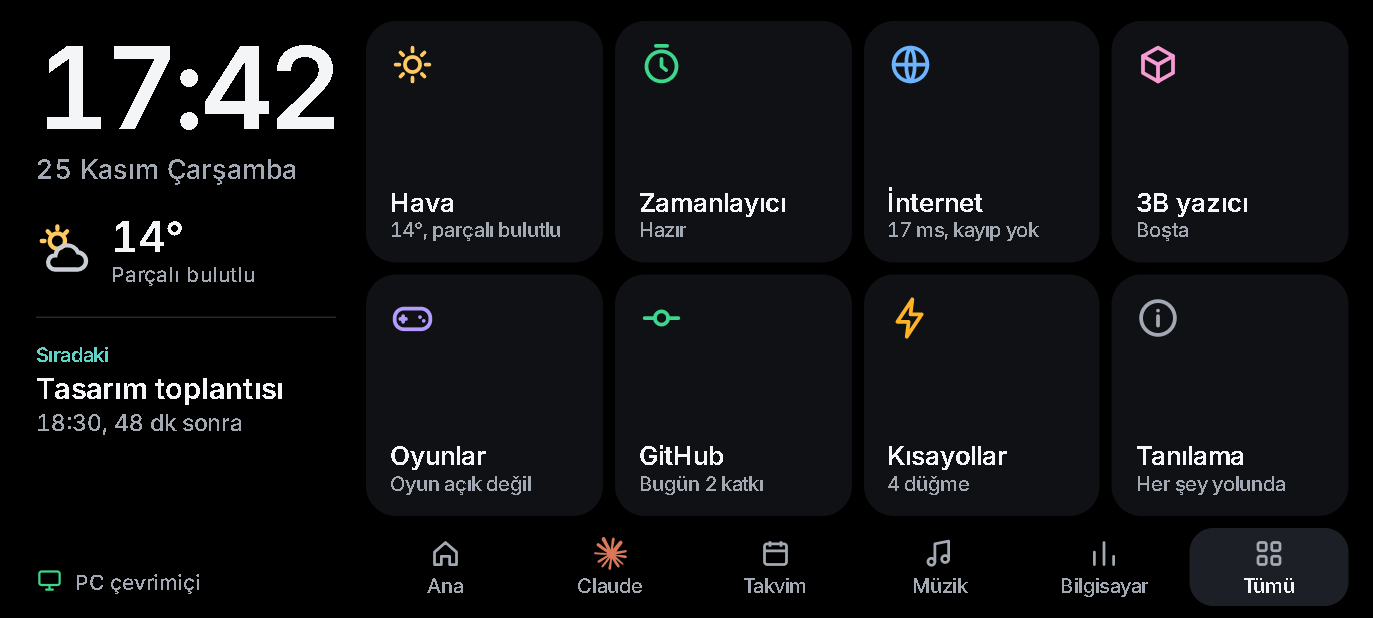 17:42
25 Kasım Çarşamba
14°
Parçalı bulutlu
Sıradaki
Tasarım toplantısı
18:30, 48 dk sonra
PC çevrimiçi
Hava
14°, parçalı bulutlu
Zamanlayıcı
Hazır
İnternet
17 ms, kayıp yok
3B yazıcı
Boşta
Oyunlar
Oyun açık değil
GitHub
Bugün 2 katkı
Kısayollar
4 düğme
Tanılama
Her şey yolunda
Ana
Claude
Takvim
Müzik
Bilgisayar
Tümü